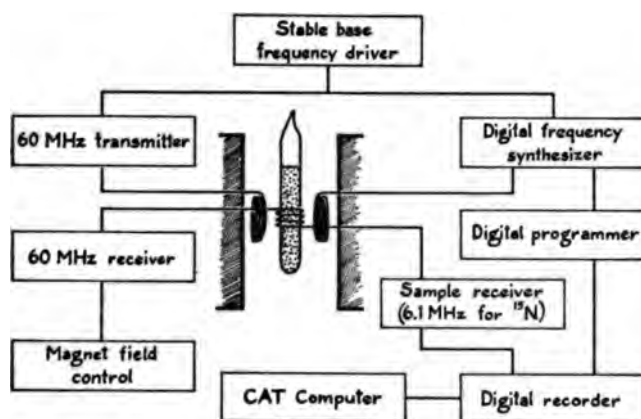 Stable base
frequency driver
60 MHz transmitter
Digital frequency
synthesizer
60 MHz receiver
Digital programmer
Sample receiver
(6.1 MHz for ¹⁵N)
Magnet field
control
CAT Computer
Digital recorder